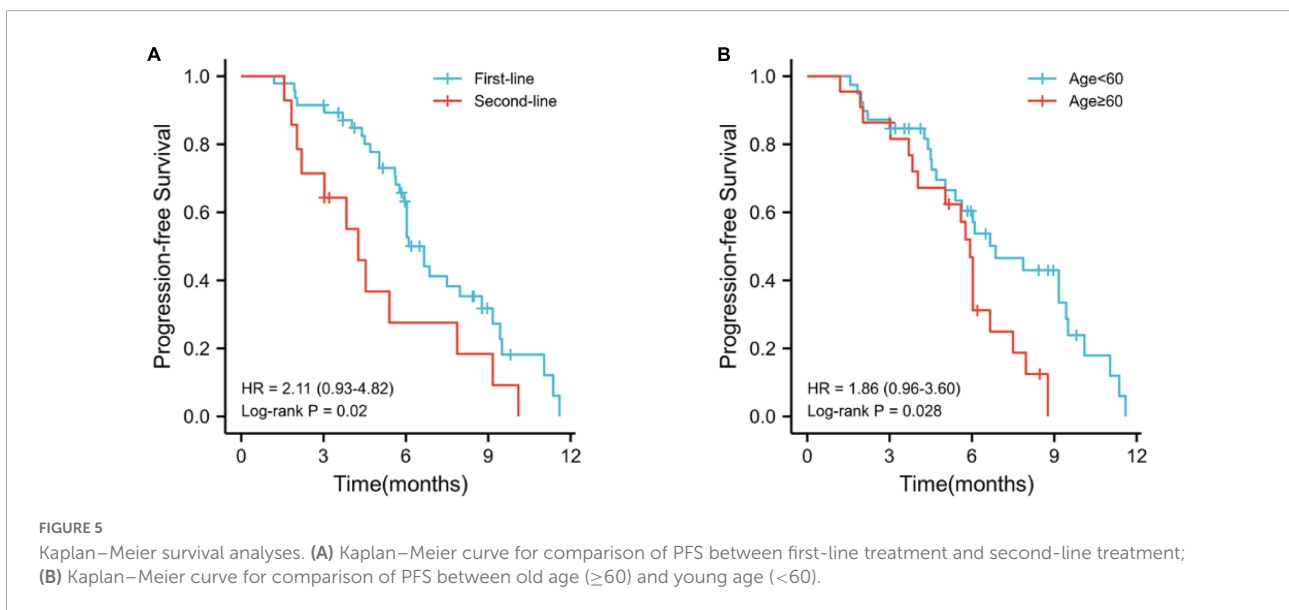 A
1.0
0.8
0.6
0.4
0.2
0.0
Progression-free Survival
First-line
Second-line
HR = 2.11 (0.93-4.82)
Log-rank P = 0.02
0 3 6 9 12
Time(months)
B
1.0
0.8
0.6
0.4
0.2
0.0
Progression-free Survival
Age<60
Age≥60
HR = 1.86 (0.96-3.60)
Log-rank P = 0.028
0 3 6 9 12
Time(months)
FIGURE 5
Kaplan–Meier survival analyses. (A) Kaplan–Meier curve for comparison of PFS between first-line treatment and second-line treatment;
(B) Kaplan–Meier curve for comparison of PFS between old age (≥60) and young age (<60).